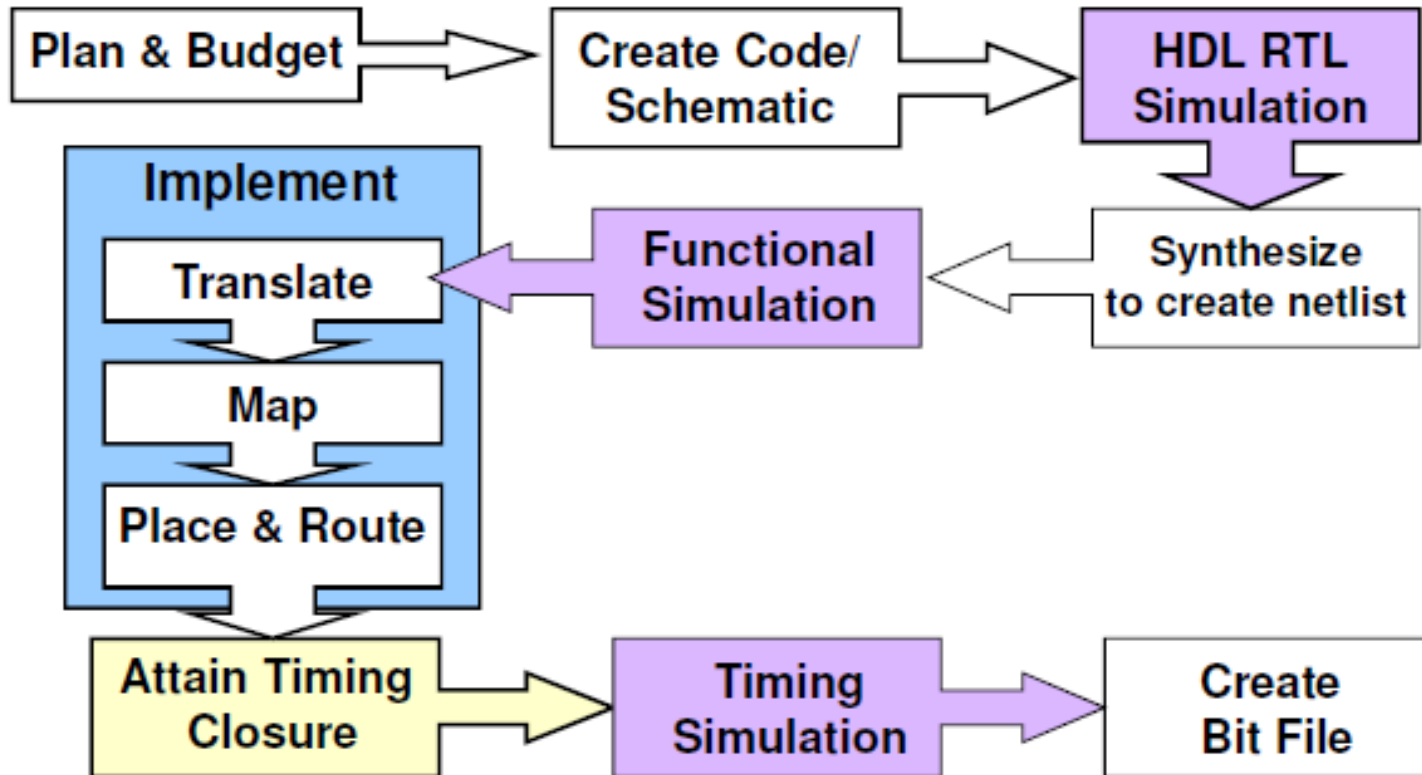 Plan & Budget
Create Code/
Schematic
HDL RTL
Simulation
Implement
Translate
Functional
Simulation
Synthesize
to create netlist
Map
Place & Route
Attain Timing
Closure
Timing
Simulation
Create
Bit File